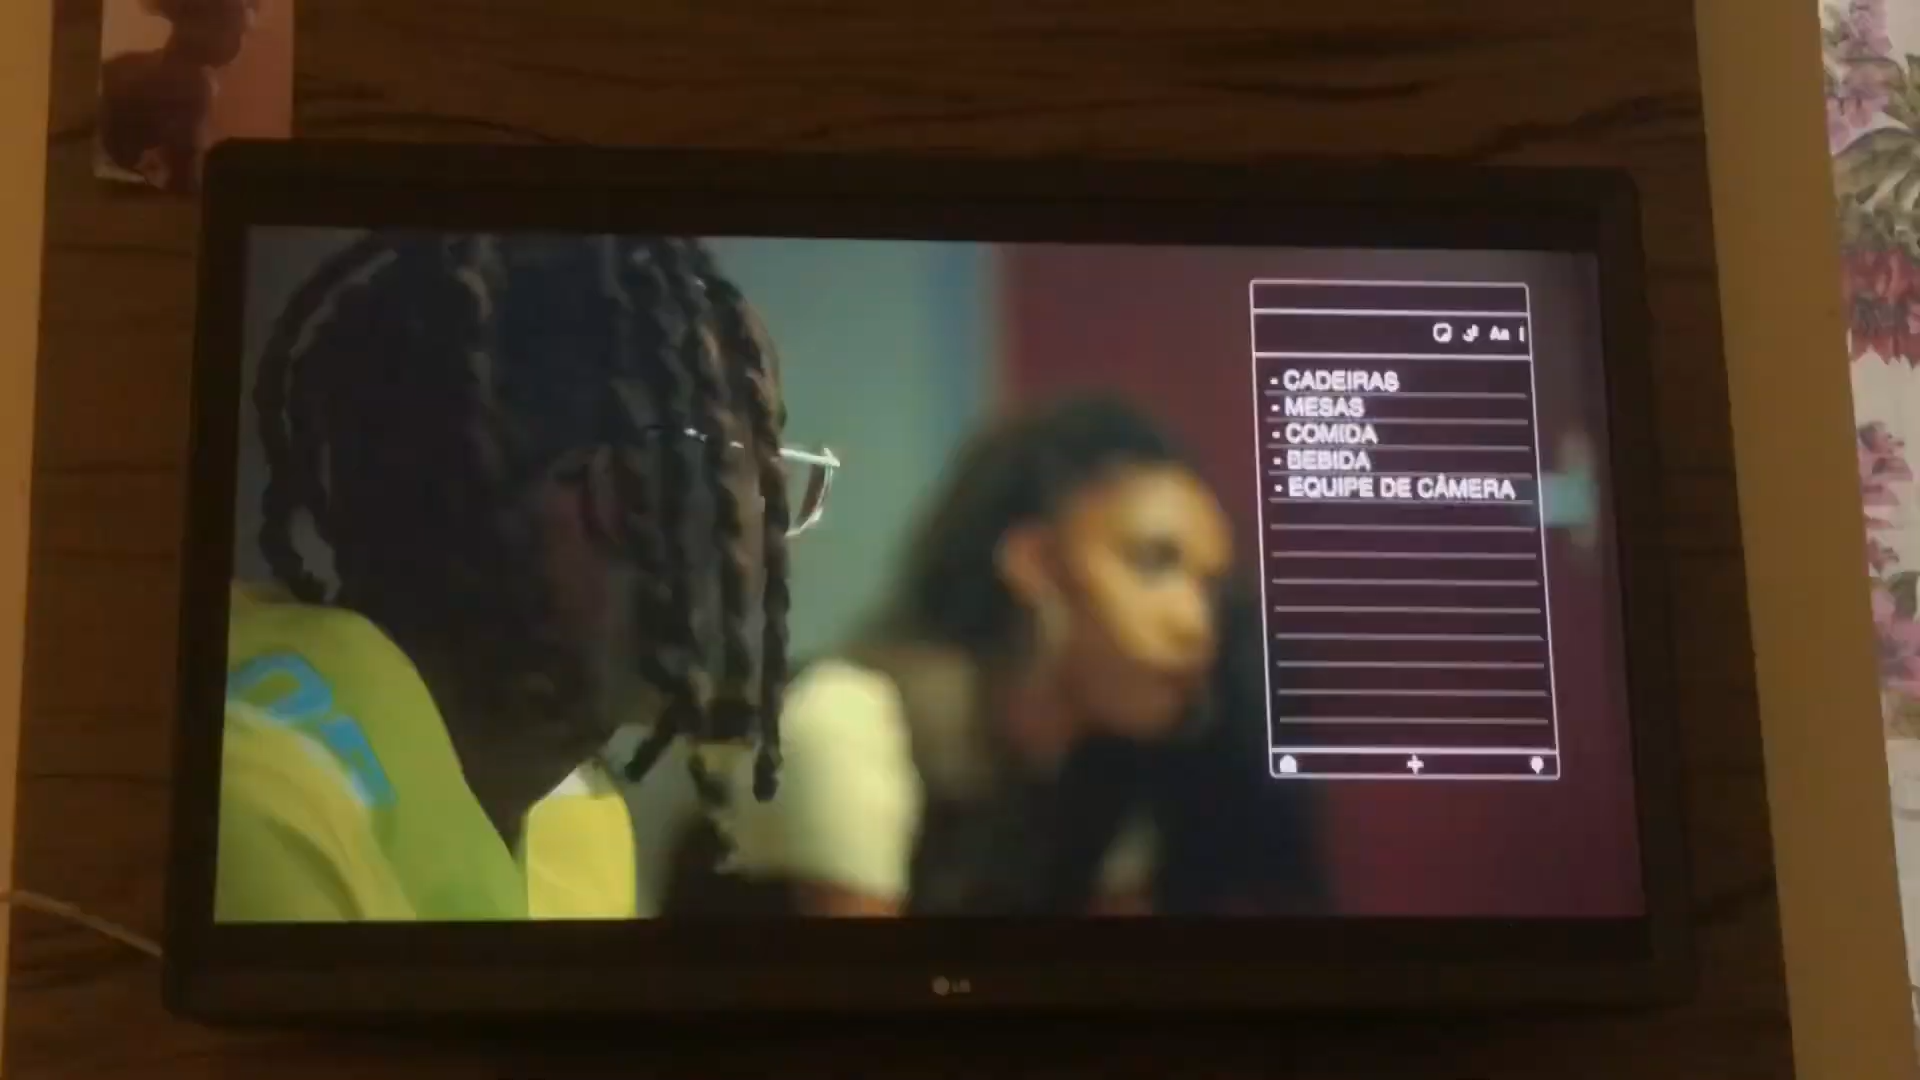 Aa
- CADEIRAS
- MESAS
- COMIDA
- BEBIDA
- EQUIPE DE CÂMERA
LG